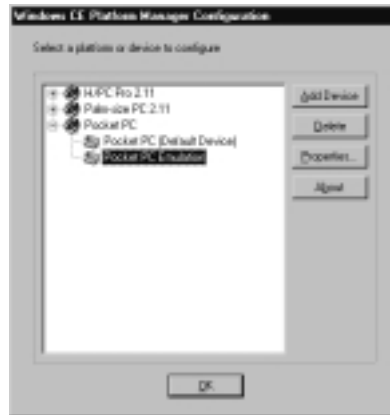 Windows CE Platform Manager Configuration
Select a platform or device to configure
H/PC Pro 2.11
Palm-size PC 2.11
Pocket PC
Pocket PC (Default Device)
Pocket PC Emulation
Add Device
Delete
Properties...
About
OK